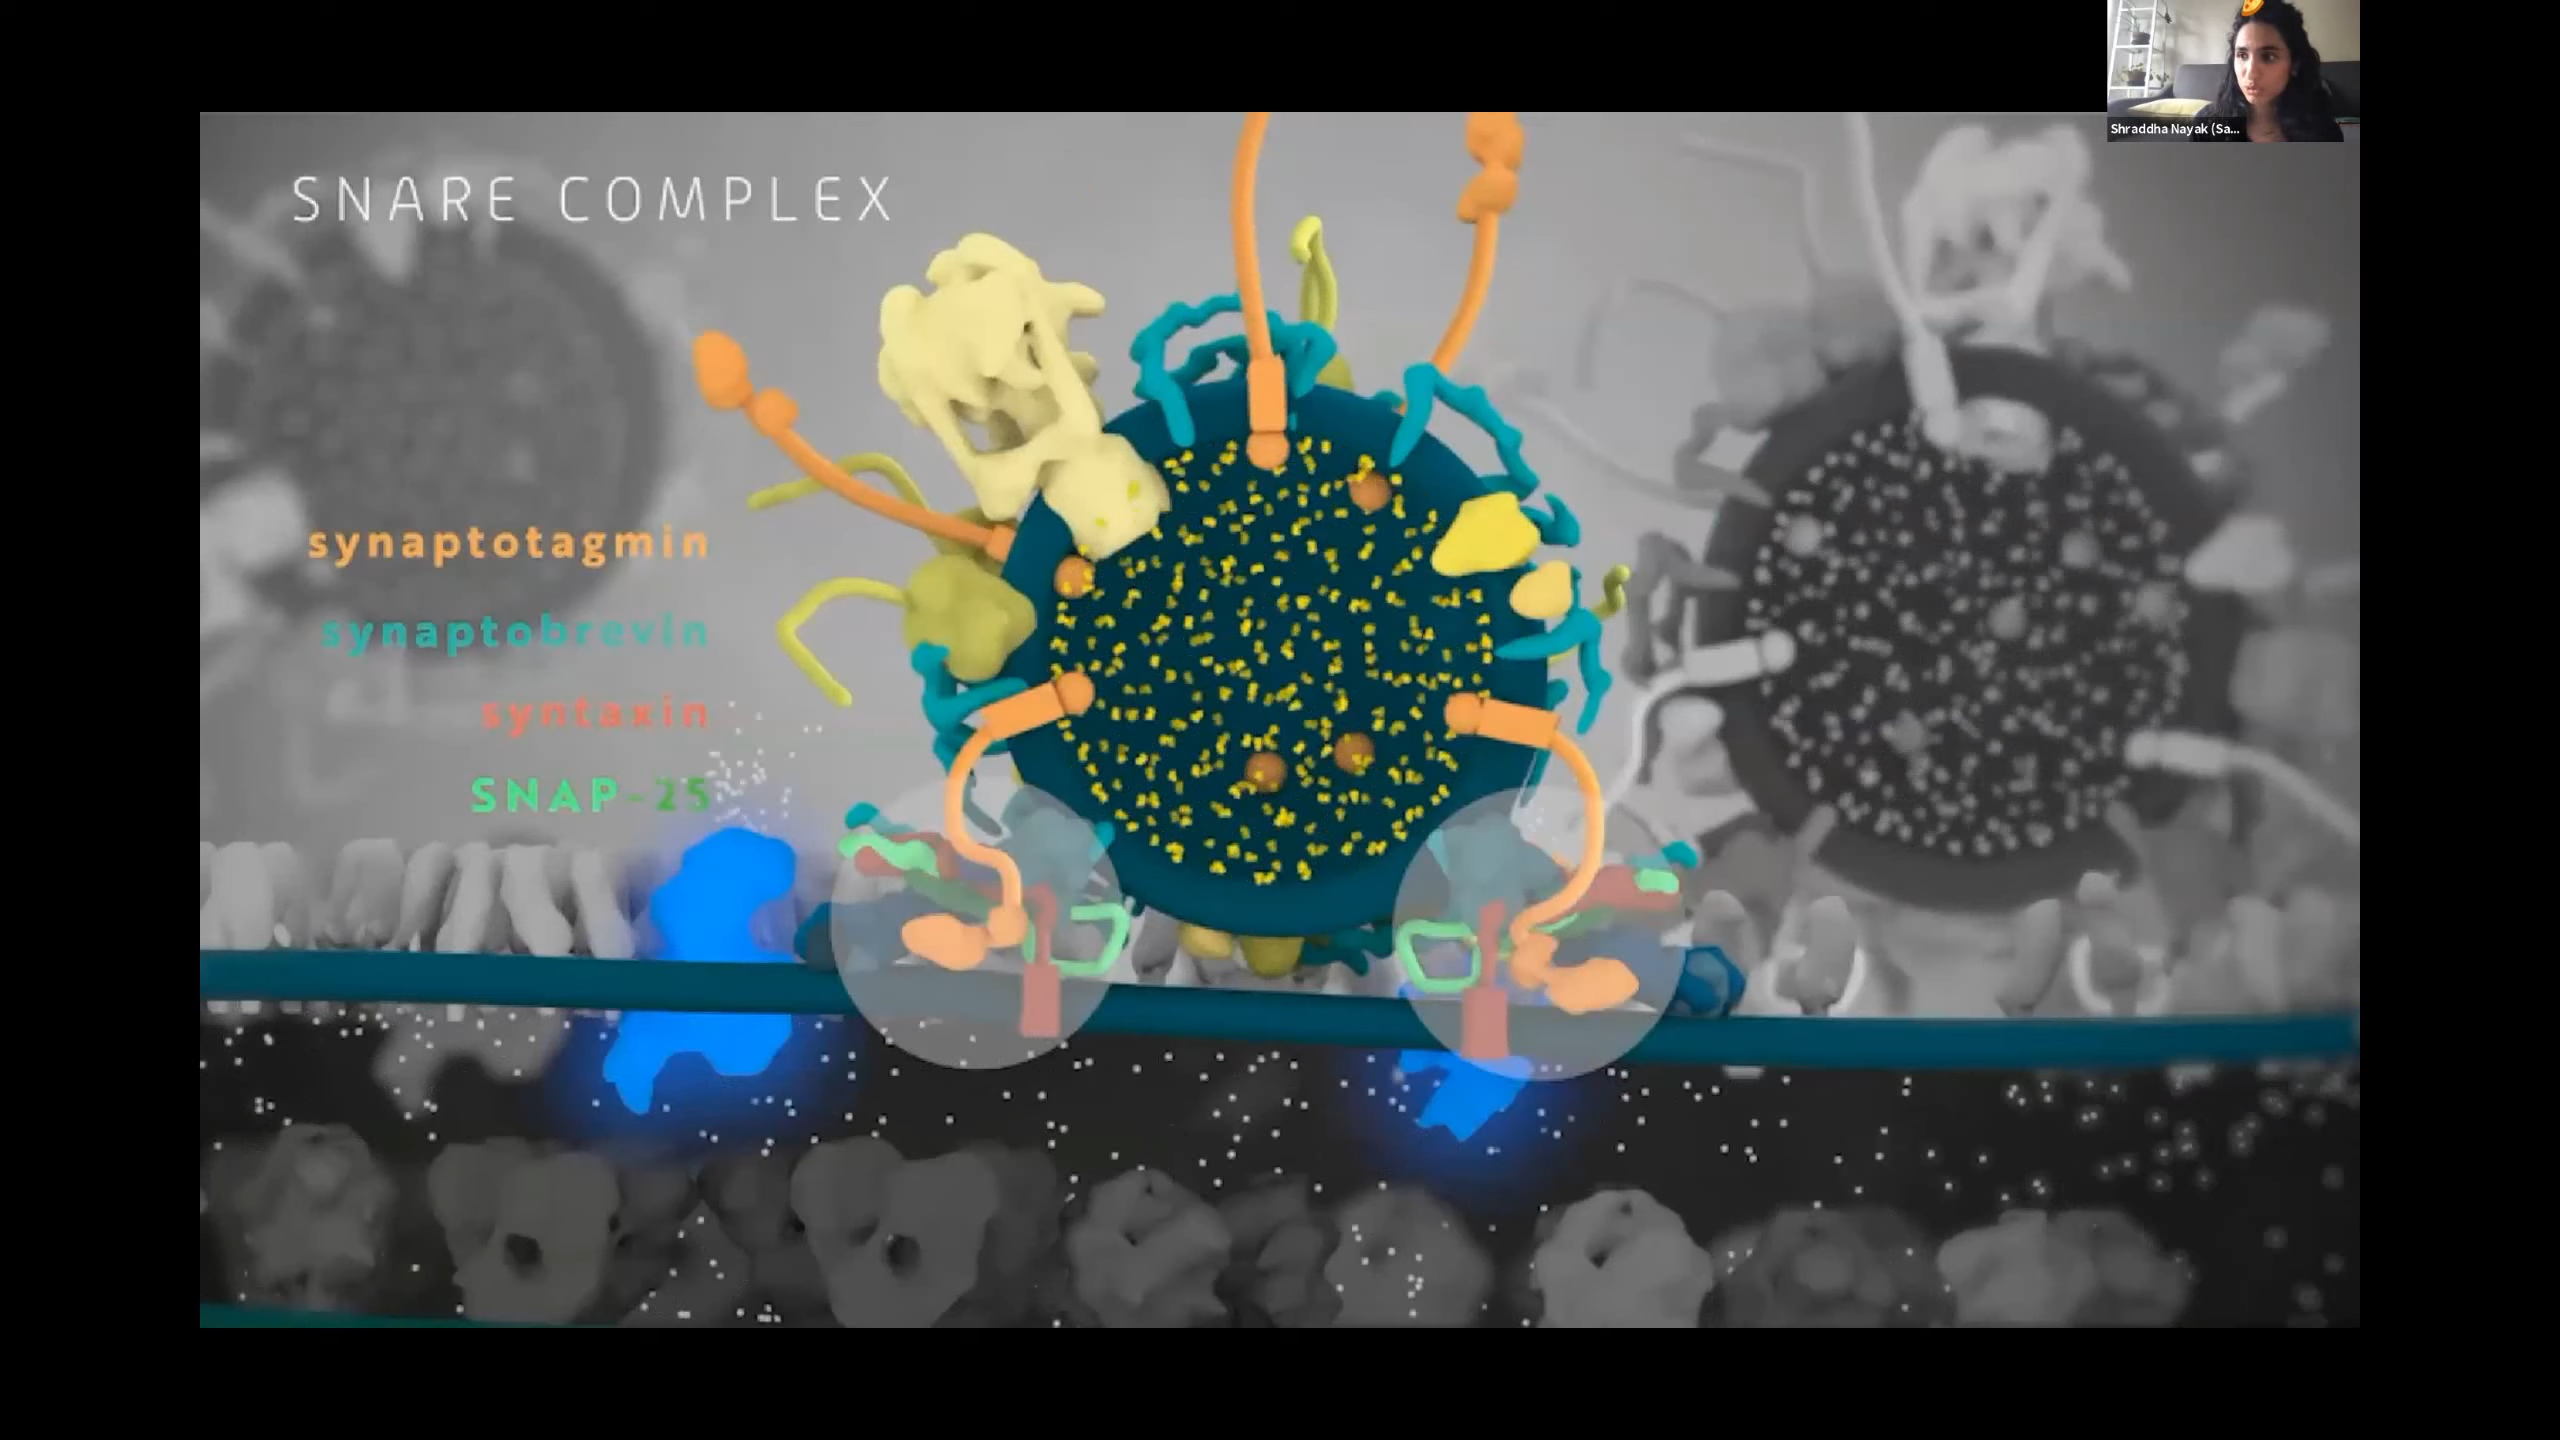 Shraddha Nayak (Sa...
SNARE COMPLEX
synaptotagmin
synaptobrevin
syntaxin
SNAP-25